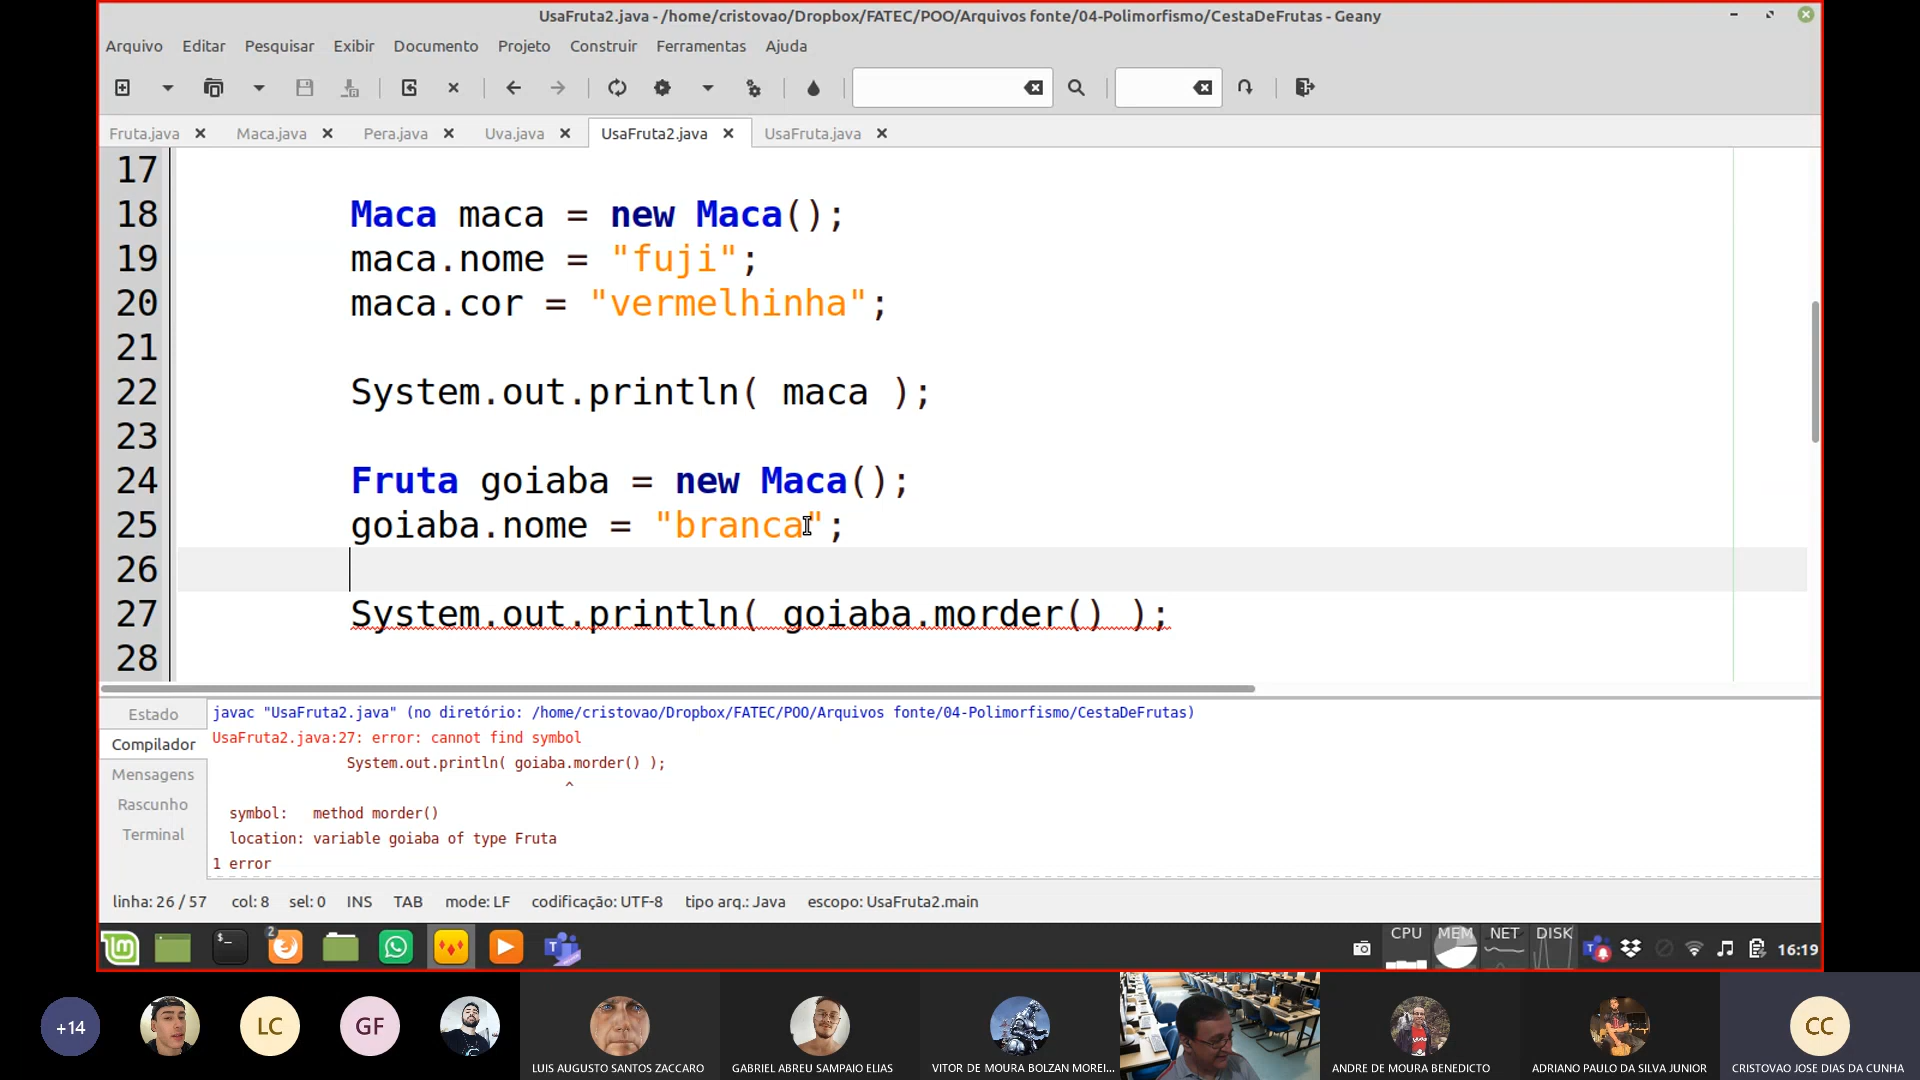 UsaFruta2.java - /home/cristovao/Dropbox/FATEC/POO/Arquivos fonte/04-Polimorfismo/CestaDeFrutas - Geany
Arquivo Editar Pesquisar Exibir Documento Projeto Construir Ferramentas Ajuda
Fruta.java Maca.java Pera.java Uva.java UsaFruta2.java UsaFruta.java
17
18 Maca maca = new Maca();
19 maca.nome = "fuji";
20 maca.cor = "vermelhinha";
21
22 System.out.println( maca );
23
24 Fruta goiaba = new Maca();
25 goiaba.nome = "branca";
26
27 System.out.println( goiaba.morder() );
28
Estado
Compilador
Mensagens
Rascunho
Terminal
javac "UsaFruta2.java" (no diretório: /home/cristovao/Dropbox/FATEC/POO/Arquivos fonte/04-Polimorfismo/CestaDeFrutas)
UsaFruta2.java:27: error: cannot find symbol
System.out.println( goiaba.morder() );
^
symbol: method morder()
location: variable goiaba of type Fruta
1 error
linha: 26 / 57 col: 8 sel: 0 INS TAB mode: LF codificação: UTF-8 tipo arq.: Java escopo: UsaFruta2.main
2
CPU MEM NET DISK
16:19
+14 LC GF CC
LUIS AUGUSTO SANTOS ZACCARO
GABRIEL ABREU SAMPAIO ELIAS
VITOR DE MOURA BOLZAN MOREI...
ANDRE DE MOURA BENEDICTO
ADRIANO PAULO DA SILVA JUNIOR
CRISTOVAO JOSE DIAS DA CUNHA